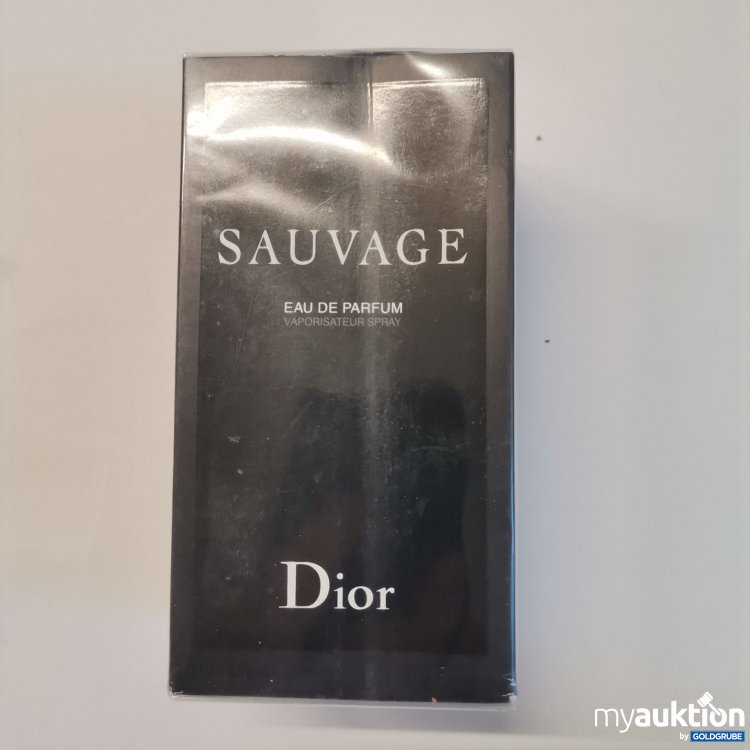 SAUVAGE
EAU DE PARFUM
VAPORISATEUR SPRAY
Dior
myauktion
by GOLDGRUBE